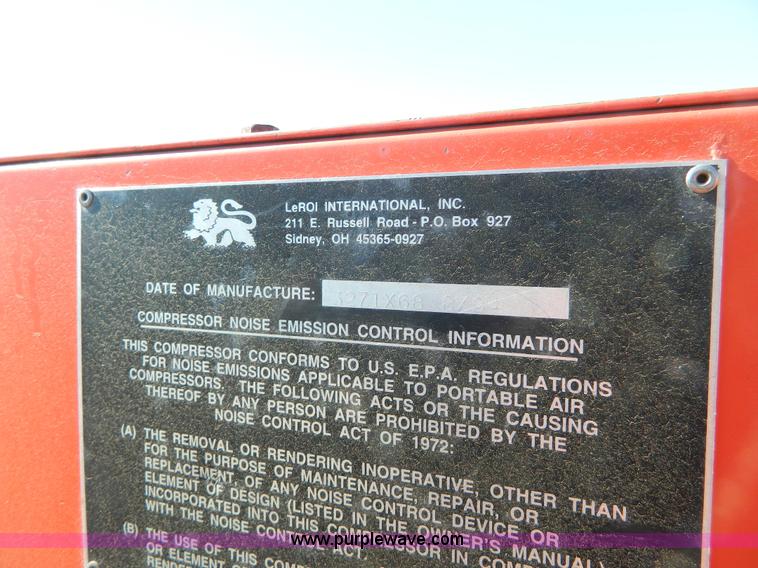 LeROI INTERNATIONAL, INC.
211 E. Russell Road - P.O. Box 927
Sidney, OH 45365-0927
DATE OF MANUFACTURE:
COMPRESSOR NOISE EMISSION CONTROL INFORMATION
THIS COMPRESSOR CONFORMS TO U.S. E.P.A. REGULATIONS
FOR NOISE EMISSIONS APPLICABLE TO PORTABLE AIR
COMPRESSORS. THE FOLLOWING ACTS OR THE CAUSING
THEREOF BY ANY PERSON ARE PROHIBITED BY THE
NOISE CONTROL ACT OF 1972:
(A) THE REMOVAL OR RENDERING INOPERATIVE, OTHER THAN
FOR THE PURPOSE OF MAINTENANCE, REPAIR, OR
REPLACEMENT, OF ANY NOISE CONTROL DEVICE OR
ELEMENT OF DESIGN (LISTED IN THE OWNER'S MANUAL)
INCORPORATED INTO THIS COMPRESSOR IN
WITH THE NOISE CONTROL ACT
(B) THE USE OF THIS
OR ELEMENT
www.purplewave.com